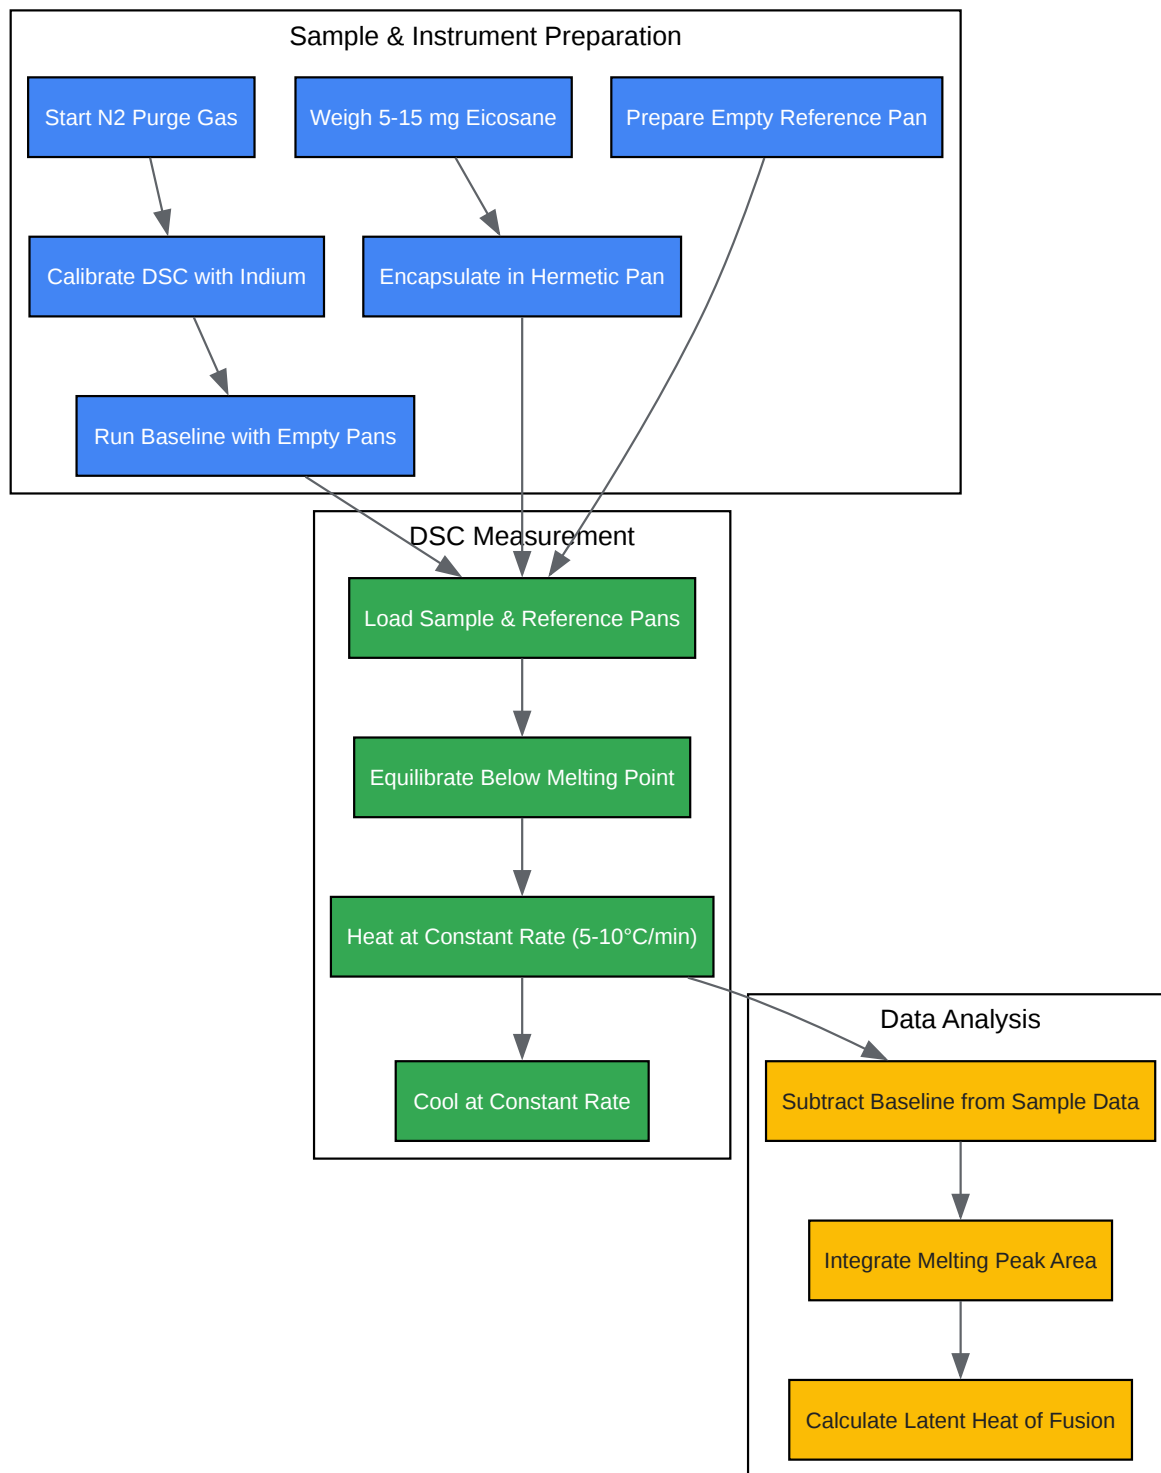 Sample & Instrument Preparation
Start N2 Purge Gas
Weigh 5-15 mg Eicosane
Prepare Empty Reference Pan
Calibrate DSC with Indium
Encapsulate in Hermetic Pan
Run Baseline with Empty Pans
DSC Measurement
Load Sample & Reference Pans
Equilibrate Below Melting Point
Heat at Constant Rate (5-10°C/min)
Cool at Constant Rate
Data Analysis
Subtract Baseline from Sample Data
Integrate Melting Peak Area
Calculate Latent Heat of Fusion